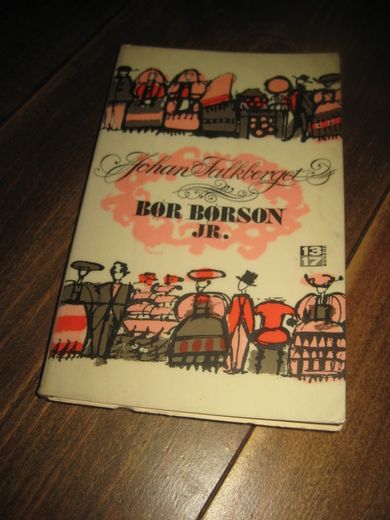 Johan Falkberget
BØR BØRSON
JR.
13
17